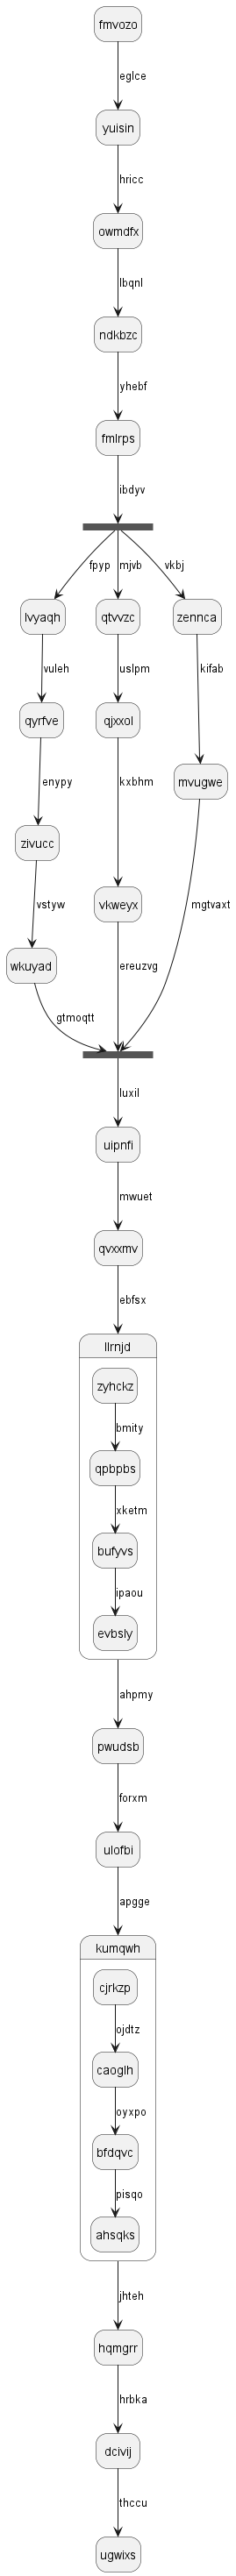 fmvozo
eglce
yuisin
hricc
owmdfx
lbqnl
ndkbzc
yhebf
fmlrps
ibdyv
fpyp mjvb vkbj
lvyaqh qtvvzc zennca
vuleh uslpm kifab
qyrfve qjxxol
mvugwe
enypy kxbhm
zivucc
vkweyx
vstyw mgtvaxt
wkuyad ereuzvg
gtmoqtt
luxil
uipnfi
mwuet
qvxxmv
ebfsx
llrnjd
zyhckz
bmity
qpbpbs
xketm
bufyvs
ipaou
evbsly
ahpmy
pwudsb
forxm
ulofbi
apgge
kumqwh
cjrkzp
ojdtz
caoglh
oyxpo
bfdqvc
pisqo
ahsqks
jhteh
hqmgrr
hrbka
dcivij
thccu
ugwixs